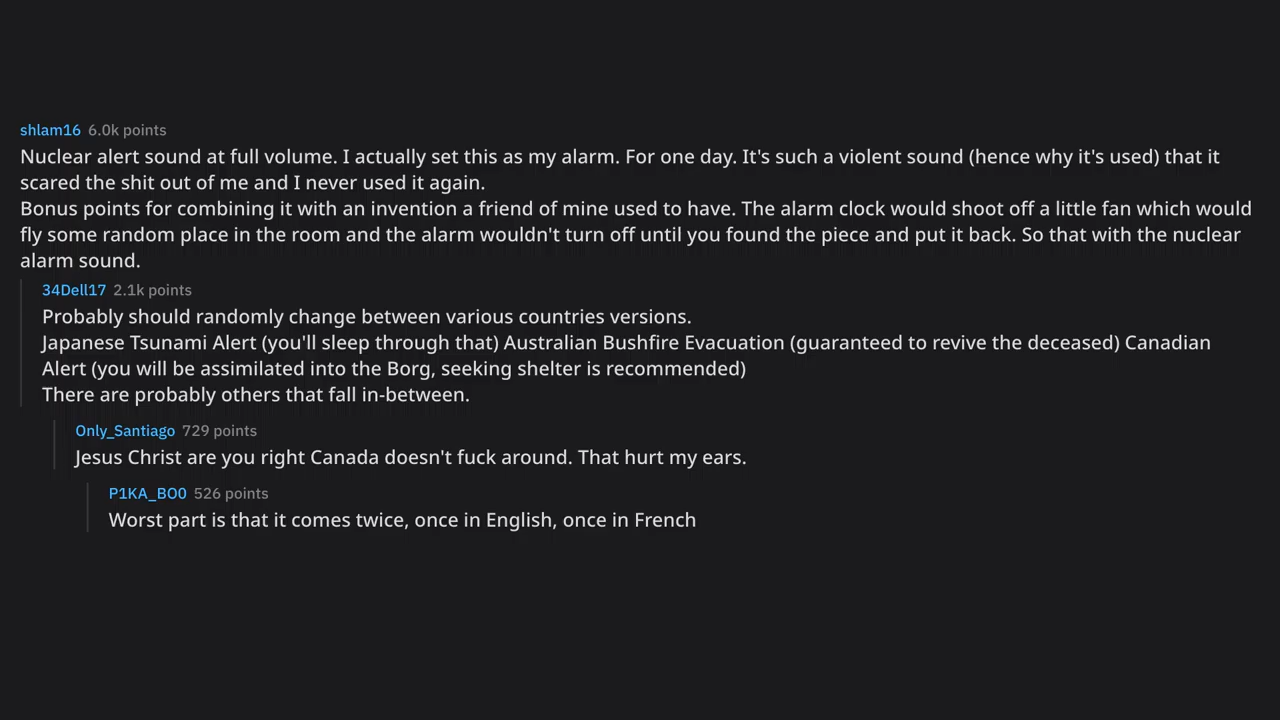 shlam16 6.0k points
Nuclear alert sound at full volume. I actually set this as my alarm. For one day. It's such a violent sound (hence why it's used) that it
scared the shit out of me and I never used it again.
Bonus points for combining it with an invention a friend of mine used to have. The alarm clock would shoot off a little fan which would
fly some random place in the room and the alarm wouldn't turn off until you found the piece and put it back. So that with the nuclear
alarm sound.
34Dell17 2.1k points
Probably should randomly change between various countries versions.
Japanese Tsunami Alert (you'll sleep through that) Australian Bushfire Evacuation (guaranteed to revive the deceased) Canadian
Alert (you will be assimilated into the Borg, seeking shelter is recommended)
There are probably others that fall in-between.
Only_Santiago 729 points
Jesus Christ are you right Canada doesn't fuck around. That hurt my ears.
P1KA_BO0 526 points
Worst part is that it comes twice, once in English, once in French